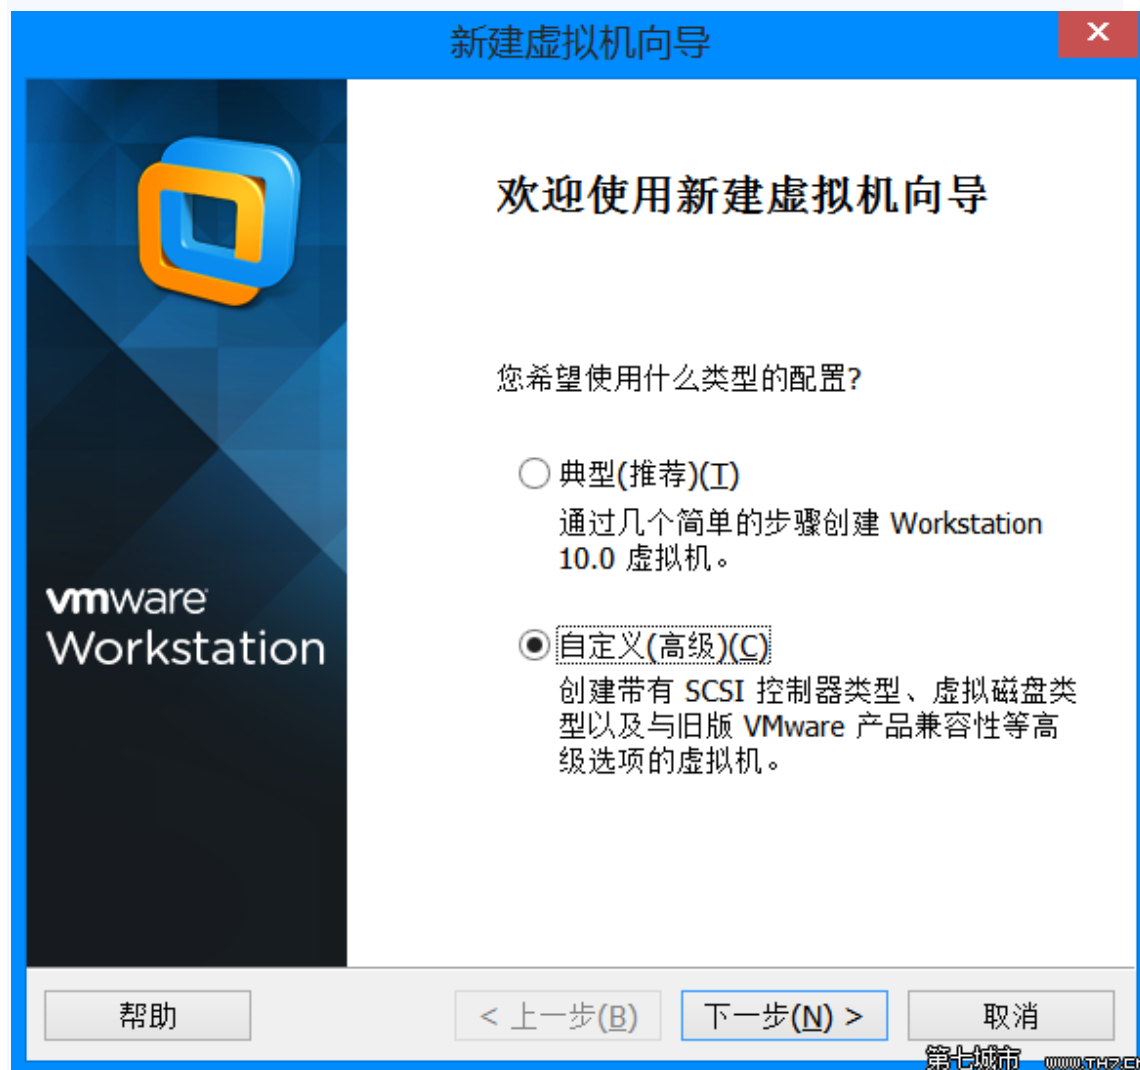 新建虚拟机向导
欢迎使用新建虚拟机向导
您希望使用什么类型的配置?
典型(推荐)(T)
通过几个简单的步骤创建 Workstation
10.0 虚拟机。
自定义(高级)(C)
创建带有 SCSI 控制器类型、虚拟磁盘类
型以及与旧版 VMware 产品兼容性等高
级选项的虚拟机。
vmware
Workstation
帮助
< 上一步(B)
下一步(N) >
取消
第七城市 www.TH7.CN